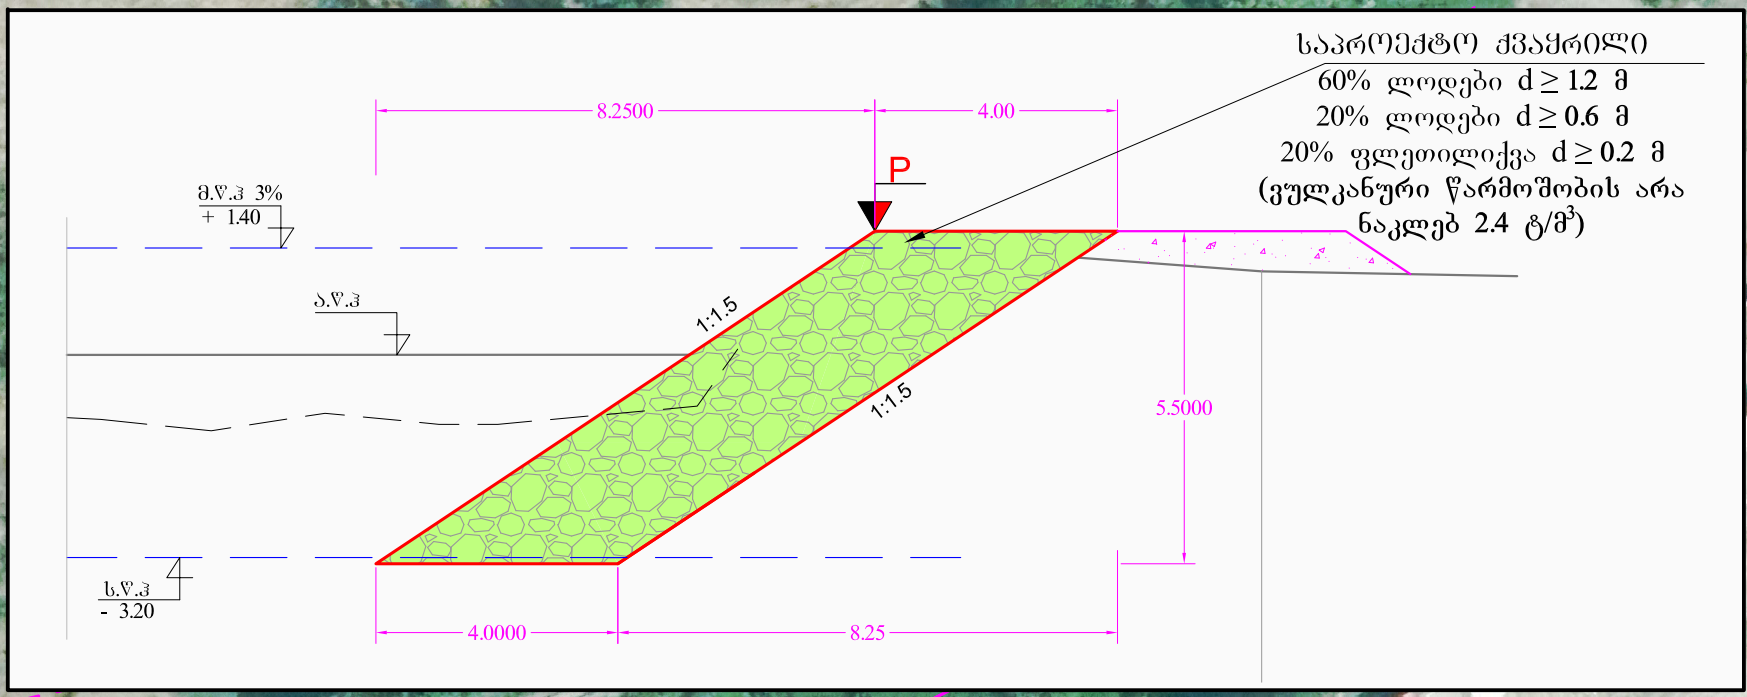 საპროექტო ქვაყრილი
60% ლოდები d ≥ 1.2 მ
20% ლოდები d ≥ 0.6 მ
20% ფლეთილიქვა d ≥ 0.2 მ
(ვულკანური წარმოშობის არა
ნაკლებ 2.4 ტ/მ³)
8.2500
4.00
P
მ.წ.ჰ 3%
+ 1.40
ა.წ.ჰ
1:1.5
1:1.5
5.5000
ს.წ.ჰ
- 3.20
4.0000
8.25